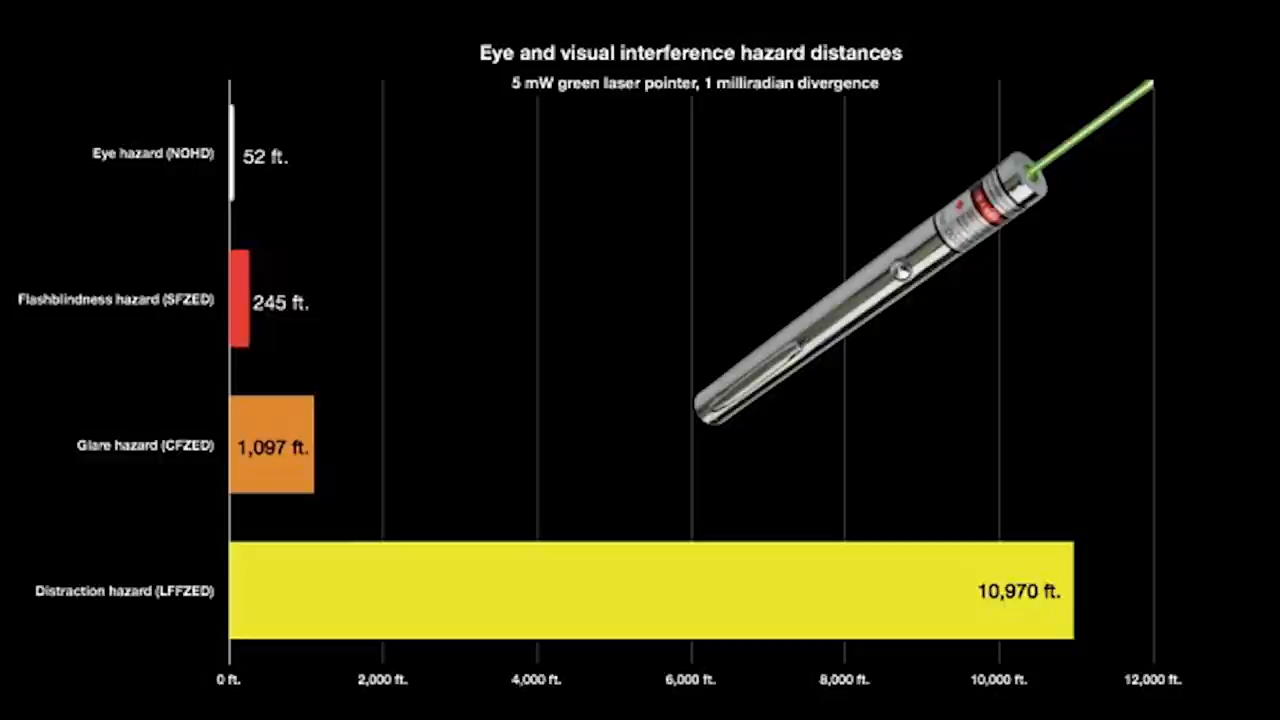 Eye and visual interference hazard distances
5 mW green laser pointer, 1 milliradian divergence
Eye hazard (NOHD)
52 ft.
Flashblindness hazard (SFZED)
245 ft.
Glare hazard (CFZED)
1,097 ft.
Distraction hazard (LFFZED)
10,970 ft.
0 ft.
2,000 ft.
4,000 ft.
6,000 ft.
8,000 ft.
10,000 ft.
12,000 ft.